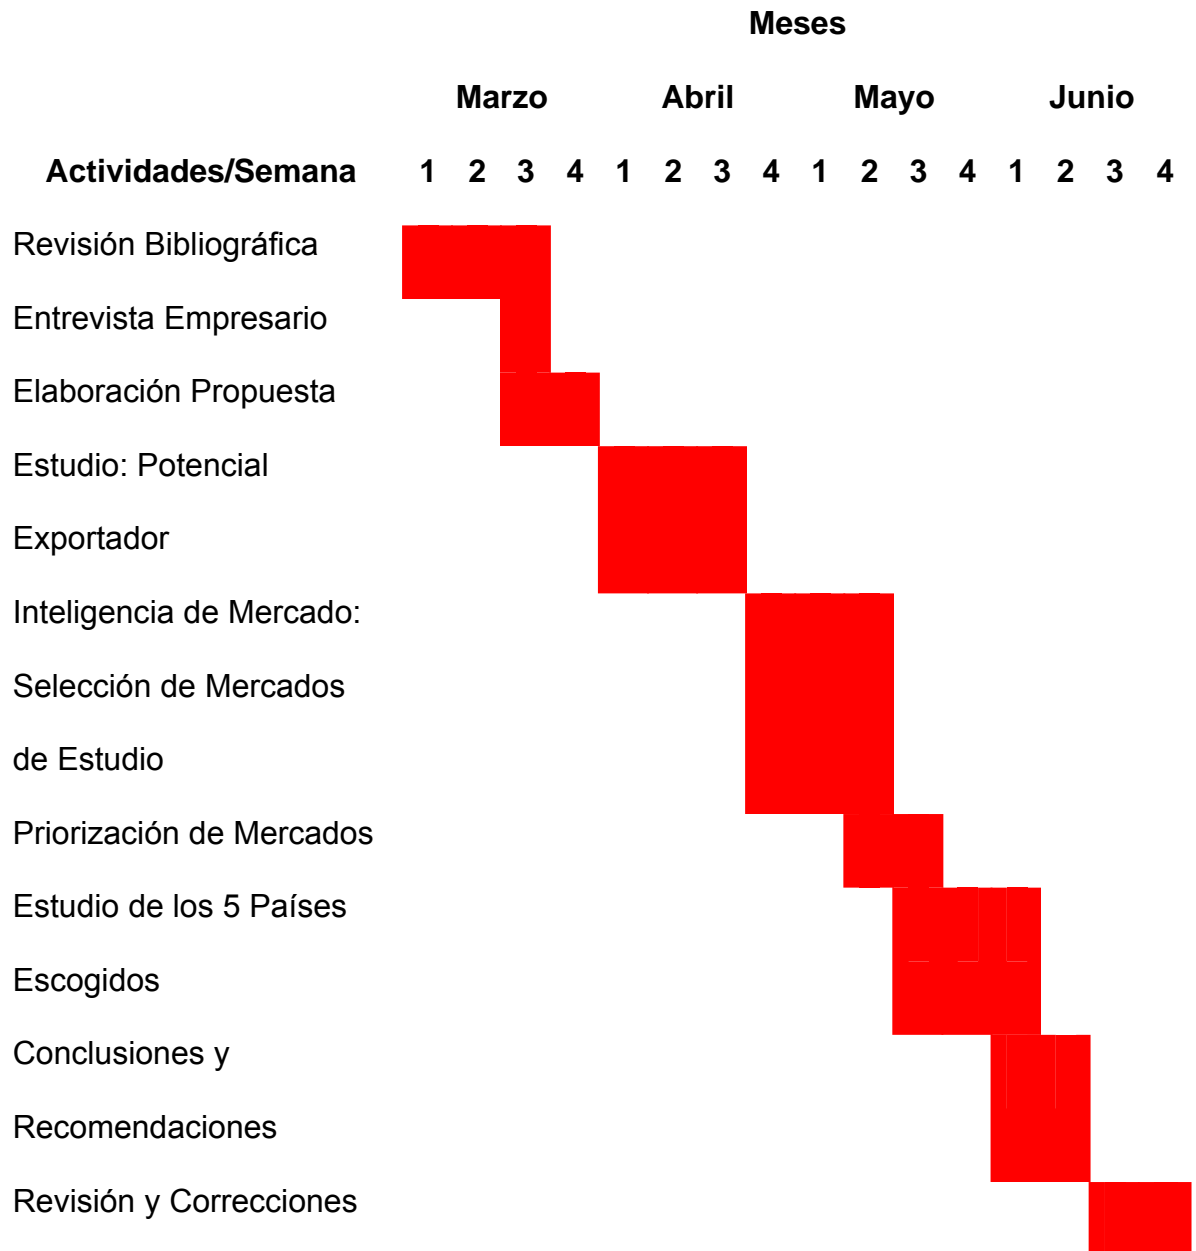 Meses
Marzo Abril Mayo Junio
Actividades/Semana 1 2 3 4 1 2 3 4 1 2 3 4 1 2 3 4
Revisión Bibliográfica
Entrevista Empresario
Elaboración Propuesta
Estudio: Potencial
Exportador
Inteligencia de Mercado:
Selección de Mercados
de Estudio
Priorización de Mercados
Estudio de los 5 Países
Escogidos
Conclusiones y
Recomendaciones
Revisión y Correcciones